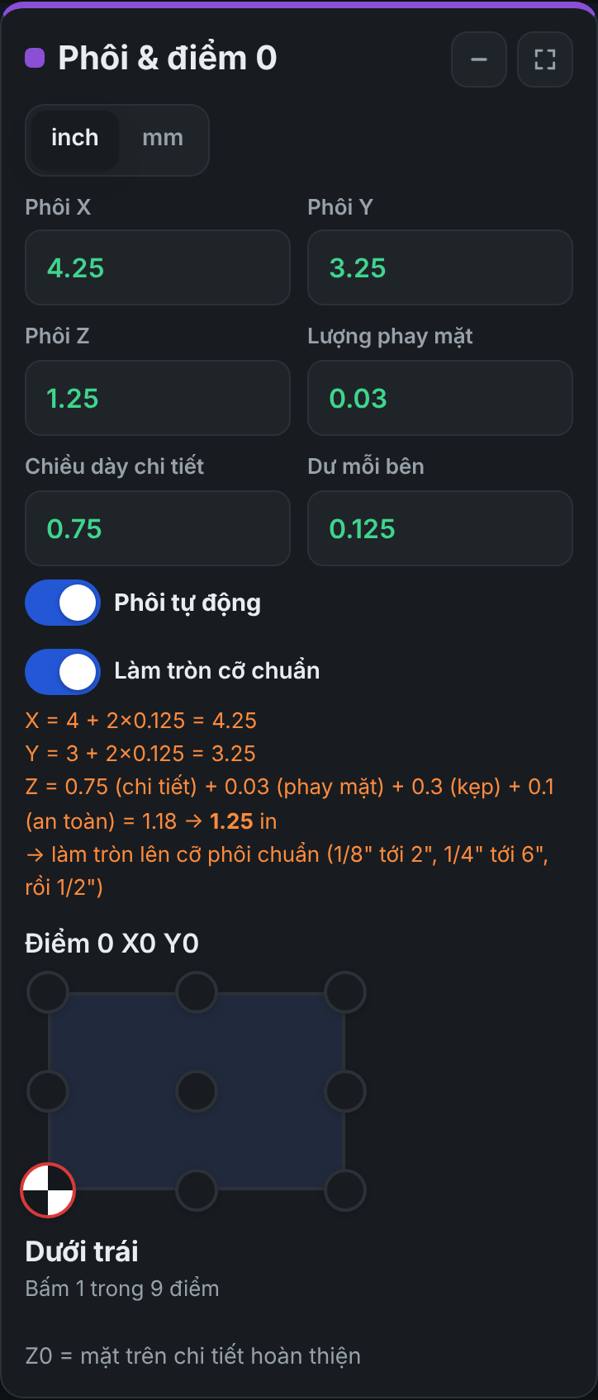 Phôi & điểm 0
inch mm
Phôi X Phôi Y
4.25 3.25
Phôi Z Lượng phay mặt
1.25 0.03
Chiều dày chi tiết Dư mỗi bên
0.75 0.125
Phôi tự động
Làm tròn cỡ chuẩn
X = 4 + 2×0.125 = 4.25
Y = 3 + 2×0.125 = 3.25
Z = 0.75 (chi tiết) + 0.03 (phay mặt) + 0.3 (kẹp) + 0.1
(an toàn) = 1.18 → 1.25 in
→ làm tròn lên cỡ phôi chuẩn (1/8" tới 2", 1/4" tới 6",
rồi 1/2")
Điểm 0 X0 Y0
Dưới trái
Bấm 1 trong 9 điểm
Z0 = mặt trên chi tiết hoàn thiện